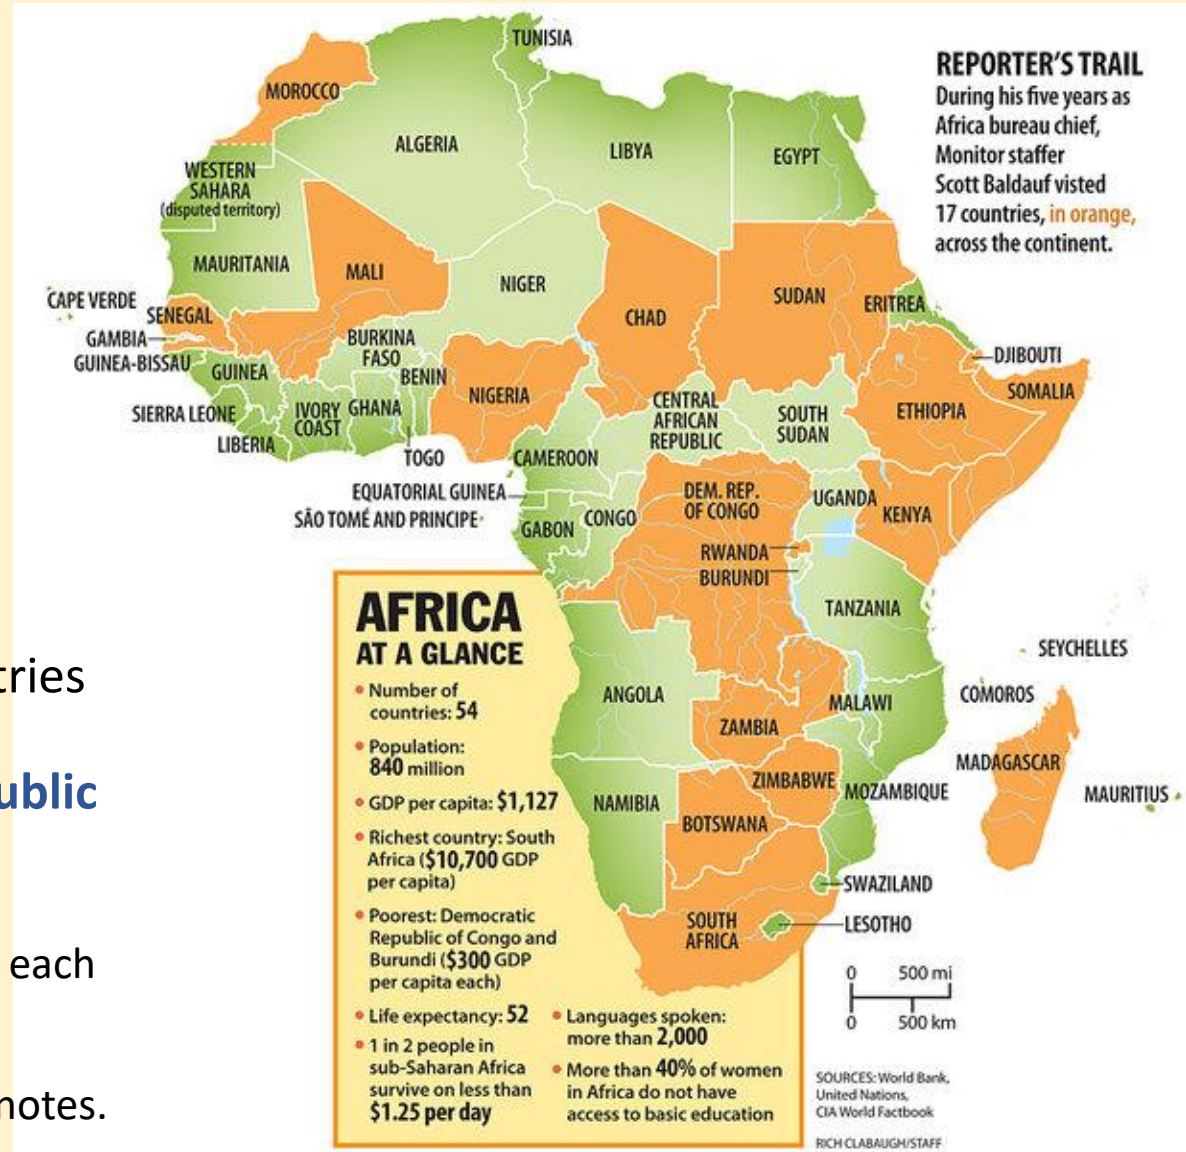 TUNISIA
MOROCCO
ALGERIA
LIBYA
EGYPT
WESTERN
SAHARA
(disputed territory)
MAURITANIA
MALI
NIGER
CHAD
SUDAN
ERITREA
CAPE VERDE
SENEGAL
GAMBIA
GUINEA-BISSAU
GUINEA
BURKINA
FASO
BENIN
NIGERIA
DJIBOUTI
SOMALIA
ETHIOPIA
SIERRA LEONE
IVORY
COAST
GHANA
LIBERIA
TOGO
CENTRAL
AFRICAN
REPUBLIC
SOUTH
SUDAN
CAMEROON
EQUATORIAL GUINEA
SÃO TOMÉ AND PRINCIPE
GABON
CONGO
DEM. REP.
OF CONGO
UGANDA
KENYA
RWANDA
BURUNDI
TANZANIA
SEYCHELLES
COMOROS
ANGOLA
ZAMBIA
MALAWI
MADAGASCAR
MAURITIUS
ZIMBABWE
MOZAMBIQUE
NAMIBIA
BOTSWANA
SWAZILAND
LESOTHO
SOUTH
AFRICA
REPORTER'S TRAIL
During his five years as
Africa bureau chief,
Monitor staffer
Scott Baldauf visted
17 countries, in orange,
across the continent.
AFRICA
AT A GLANCE
• Number of
countries: 54
• Population:
840 million
• GDP per capita: $1,127
• Richest country: South
Africa ($10,700 GDP
per capita)
• Poorest: Democratic
Republic of Congo and
Burundi ($300 GDP
per capita each)
• Life expectancy: 52
• 1 in 2 people in
sub-Saharan Africa
survive on less than
$1.25 per day
• Languages spoken:
more than 2,000
• More than 40% of women
in Africa do not have
access to basic education
0 500 mi
0 500 km
SOURCES: World Bank,
United Nations,
CIA World Factbook
RICH CLABAUGH/STAFF
tries
ublic
each
notes.